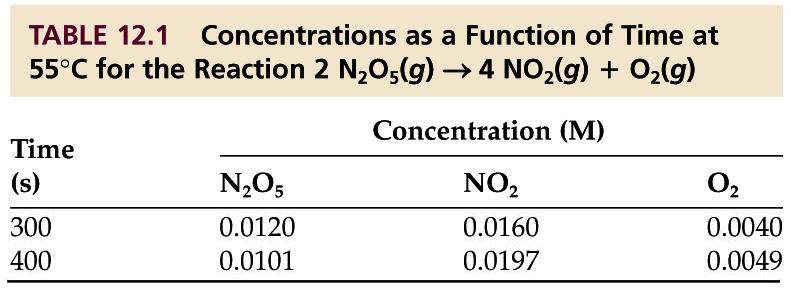 TABLE 12.1 Concentrations as a Function of Time at
55°C for the Reaction 2 N₂O₅(g) → 4 NO₂(g) + O₂(g)
Concentration (M)
Time
(s) N₂O₅ NO₂ O₂
300 0.0120 0.0160 0.0040
400 0.0101 0.0197 0.0049